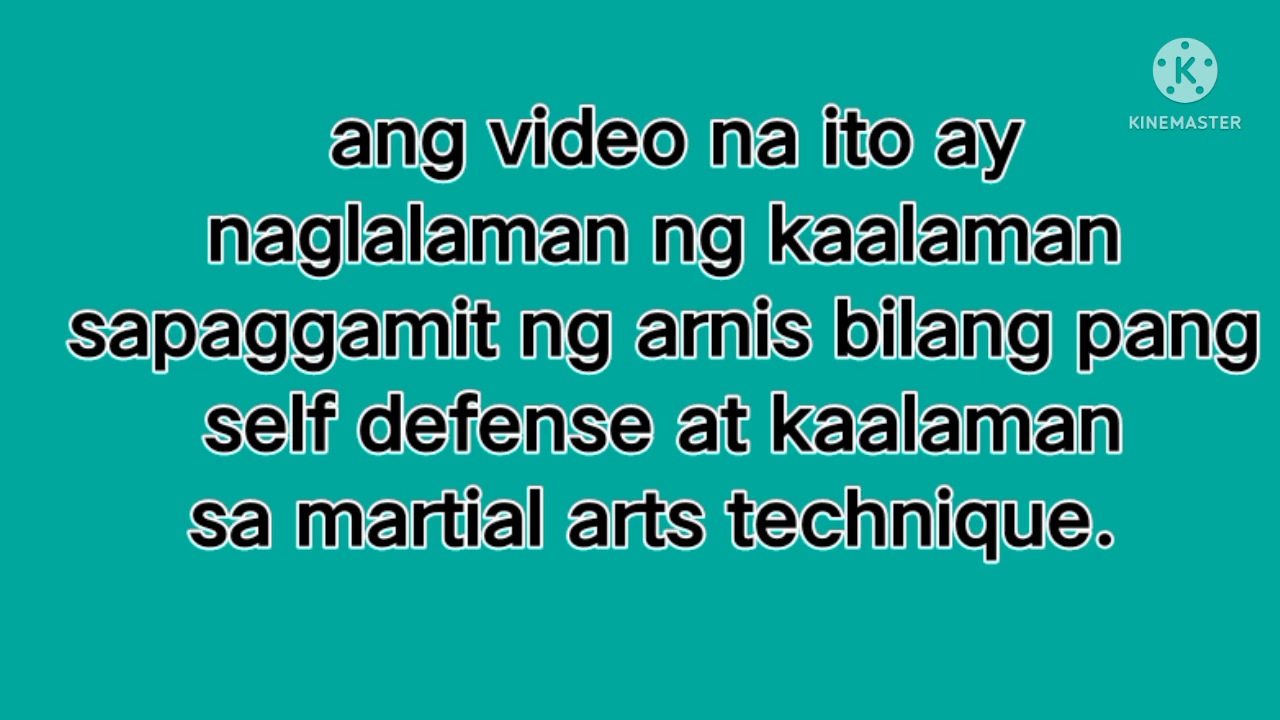 K
KINEMASTER
ang video na ito ay
naglalaman ng kaalaman
sapaggamit ng arnis bilang pang
self defense at kaalaman
sa martial arts technique.